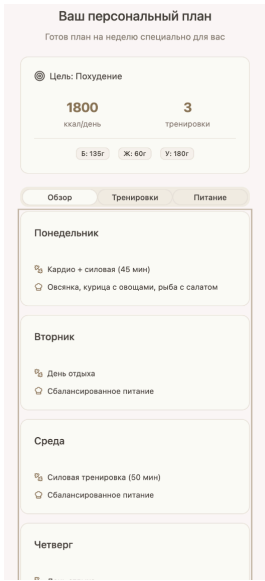 Ваш персональный план
Готов план на неделю специально для вас
Цель: Похудение
1800
ккал/день
3
тренировки
Б: 135г
Ж: 60г
У: 180г
Обзор
Тренировки
Питание
Понедельник
Кардио + силовая (45 мин)
Овсянка, курица с овощами, рыба с салатом
Вторник
День отдыха
Сбалансированное питание
Среда
Силовая тренировка (50 мин)
Сбалансированное питание
Четверг